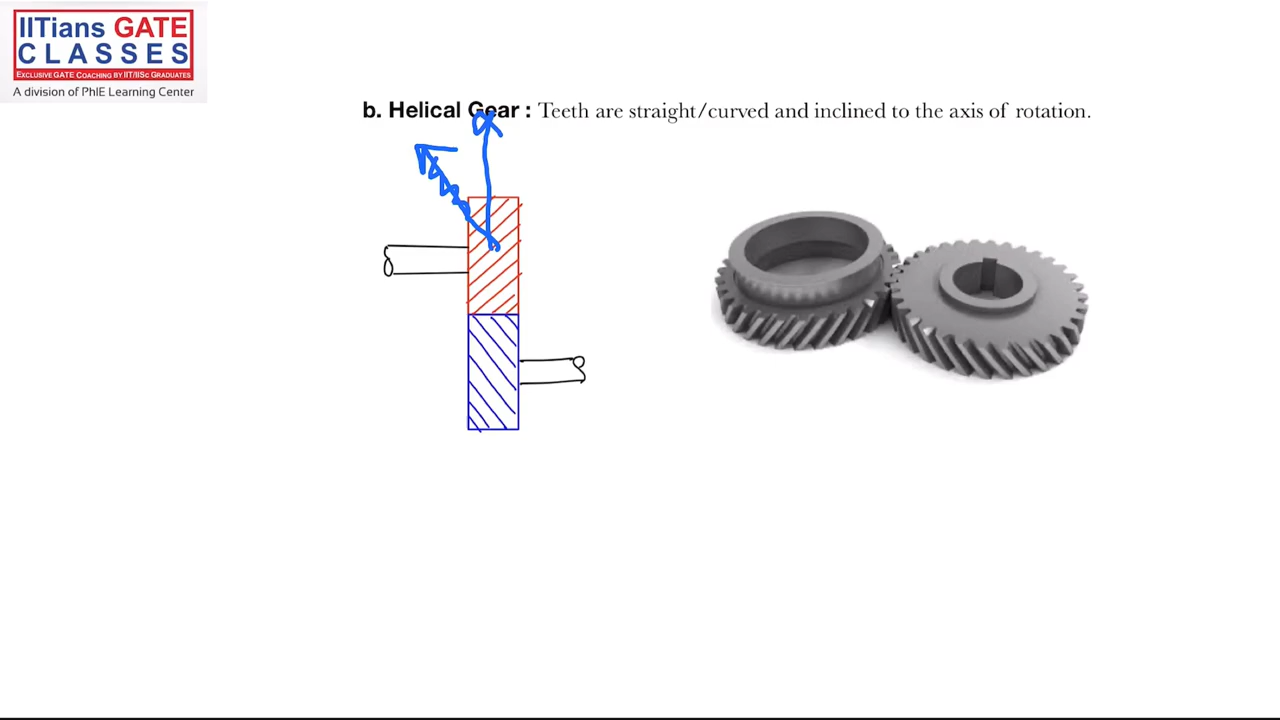 IITians GATE
CLASSES
EXCLUSIVE GATE COACHING BY IIT/IISc GRADUATES
A division of PhIE Learning Center
b. Helical Gear : Teeth are straight/curved and inclined to the axis of rotation.